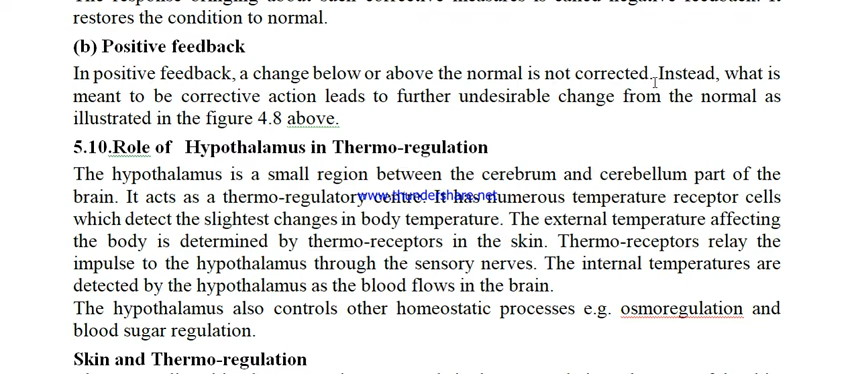 restores the condition to normal.
(b) Positive feedback
In positive feedback, a change below or above the normal is not corrected. Instead, what is
meant to be corrective action leads to further undesirable change from the normal as
illustrated in the figure 4.8 above.
5.10.Role of Hypothalamus in Thermo-regulation
The hypothalamus is a small region between the cerebrum and cerebellum part of the
brain. It acts as a thermo-regulatory centre. It has numerous temperature receptor cells
www.thundershare.net
which detect the slightest changes in body temperature. The external temperature affecting
the body is determined by thermo-receptors in the skin. Thermo-receptors relay the
impulse to the hypothalamus through the sensory nerves. The internal temperatures are
detected by the hypothalamus as the blood flows in the brain.
The hypothalamus also controls other homeostatic processes e.g. osmoregulation and
blood sugar regulation.
Skin and Thermo-regulation